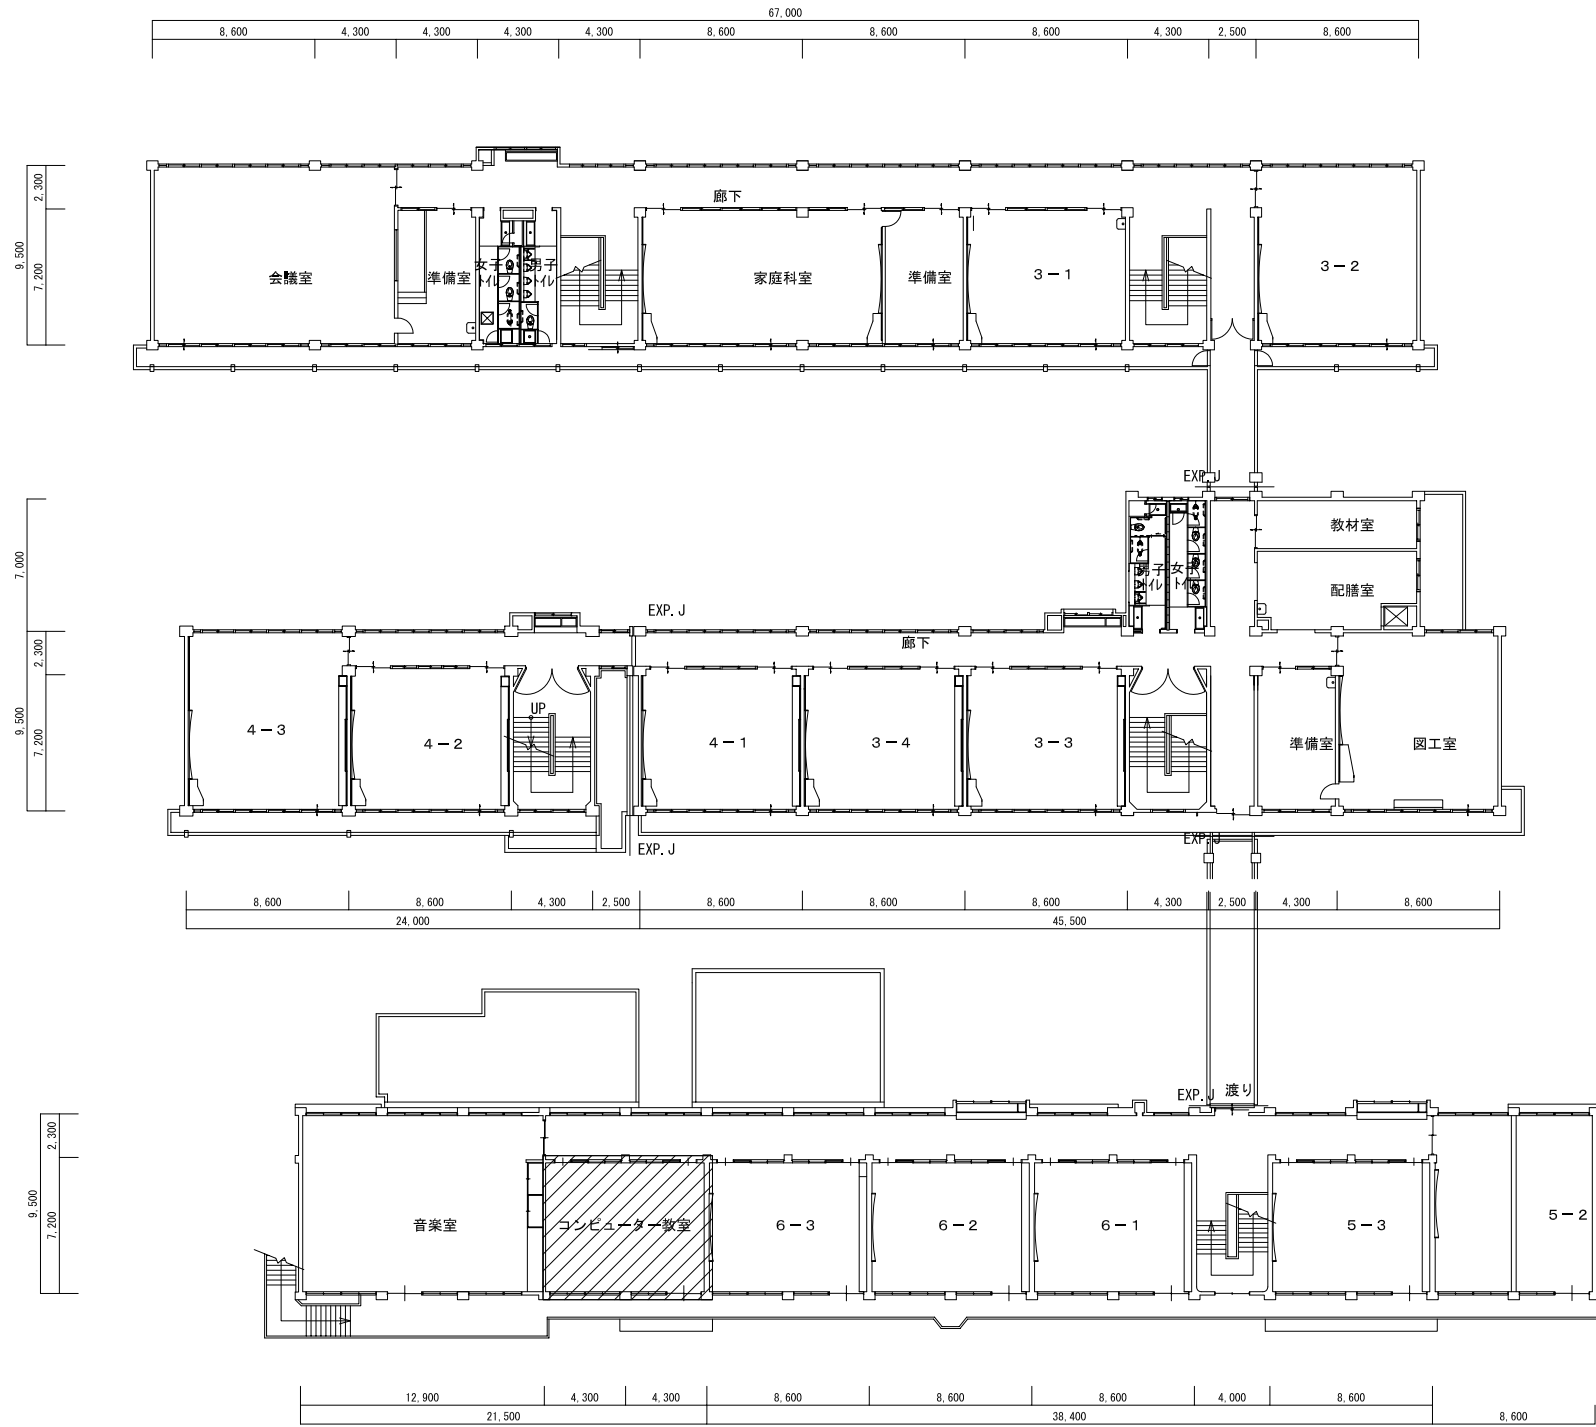 67,000
8,600 4,300 4,300 4,300 4,300 8,600 8,600 8,600 4,300 2,500 8,600
2,300
9,500
7,200
廊下
会議室
準備室
女子
トイレ
男子
トイレ
家庭科室
準備室
3－1
3－2
EXP. J
7,000
教材室
配膳室
男子
トイレ
女子
トイレ
EXP. J
2,300
9,500
7,200
廊下
4－3
4－2
UP
4－1
3－4
3－3
準備室
図工室
EXP. J
EXP. J
8,600 8,600 4,300 2,500 8,600 8,600 8,600 4,300 2,500 4,300 8,600
24,000 45,500
EXP. J
渡り
2,300
9,500
7,200
音楽室
コンピューター教室
6－3
6－2
6－1
5－3
5－2
12,900 4,300 4,300 8,600 8,600 8,600 4,000 8,600
21,500 38,400 8,600